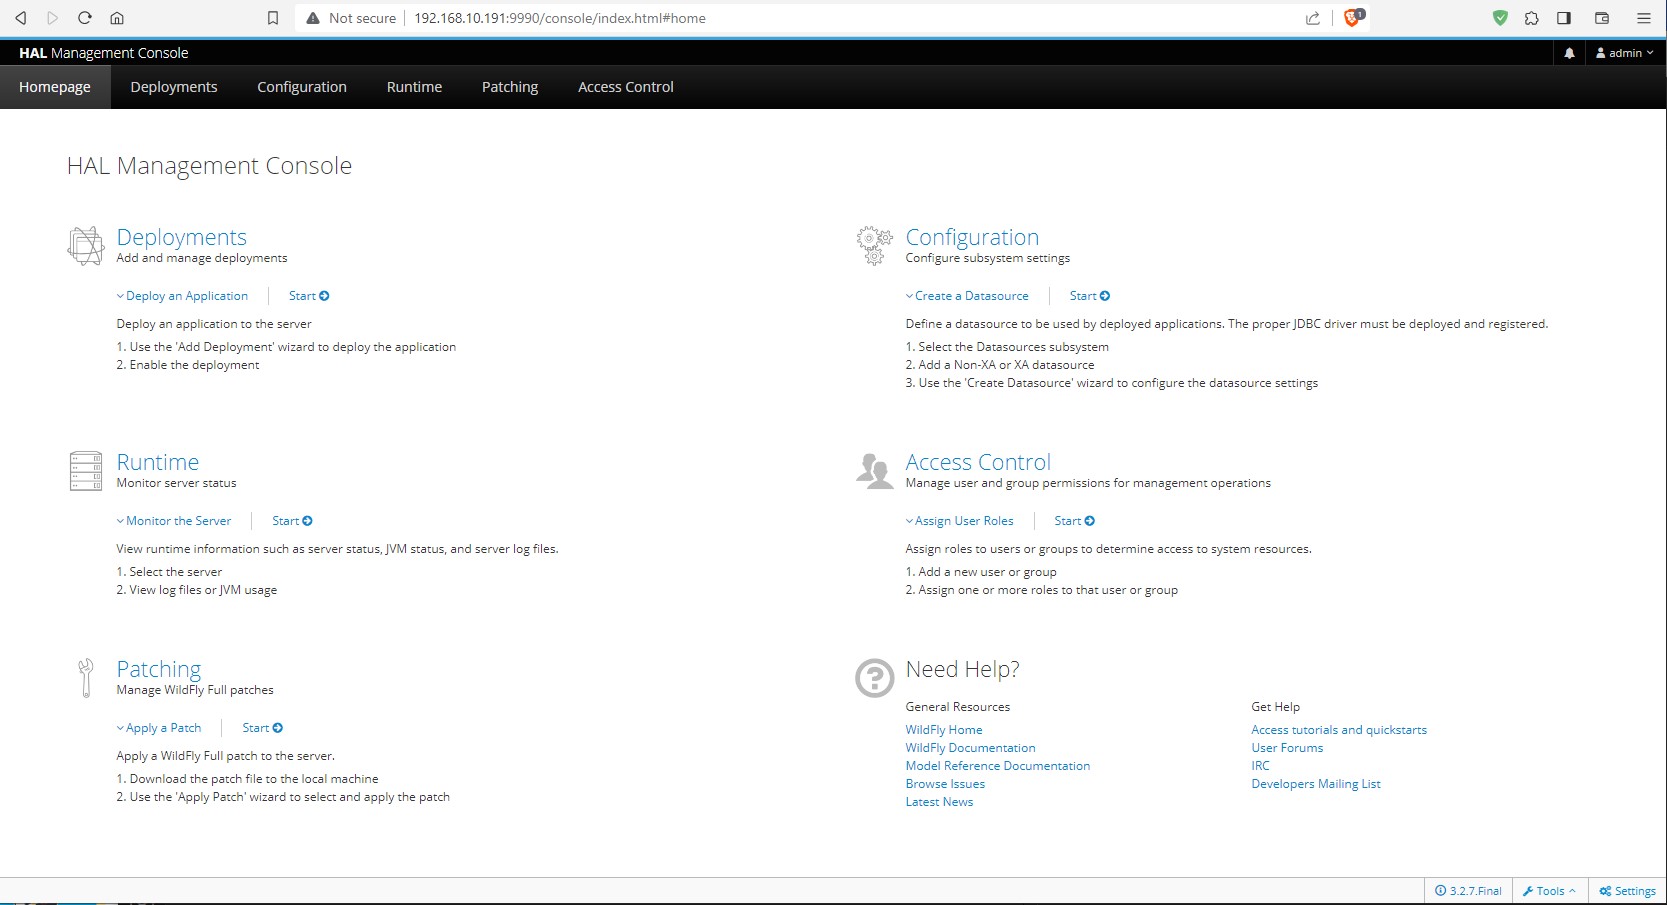 Not secure 192.168.10.191:9990/console/index.html#home 1
HAL Management Console admin
Homepage Deployments Configuration Runtime Patching Access Control
HAL Management Console
Deployments
Add and manage deployments
Deploy an Application Start
Deploy an application to the server
1. Use the 'Add Deployment' wizard to deploy the application
2. Enable the deployment
Configuration
Configure subsystem settings
Create a Datasource Start
Define a datasource to be used by deployed applications. The proper JDBC driver must be deployed and registered.
1. Select the Datasources subsystem
2. Add a Non-XA or XA datasource
3. Use the 'Create Datasource' wizard to configure the datasource settings
Runtime
Monitor server status
Monitor the Server Start
View runtime information such as server status, JVM status, and server log files.
1. Select the server
2. View log files or JVM usage
Access Control
Manage user and group permissions for management operations
Assign User Roles Start
Assign roles to users or groups to determine access to system resources.
1. Add a new user or group
2. Assign one or more roles to that user or group
Patching
Manage WildFly Full patches
Apply a Patch Start
Apply a WildFly Full patch to the server.
1. Download the patch file to the local machine
2. Use the 'Apply Patch' wizard to select and apply the patch
Need Help?
General Resources
WildFly Home
WildFly Documentation
Model Reference Documentation
Browse Issues
Latest News
Get Help
Access tutorials and quickstarts
User Forums
IRC
Developers Mailing List
3.2.7.Final Tools Settings